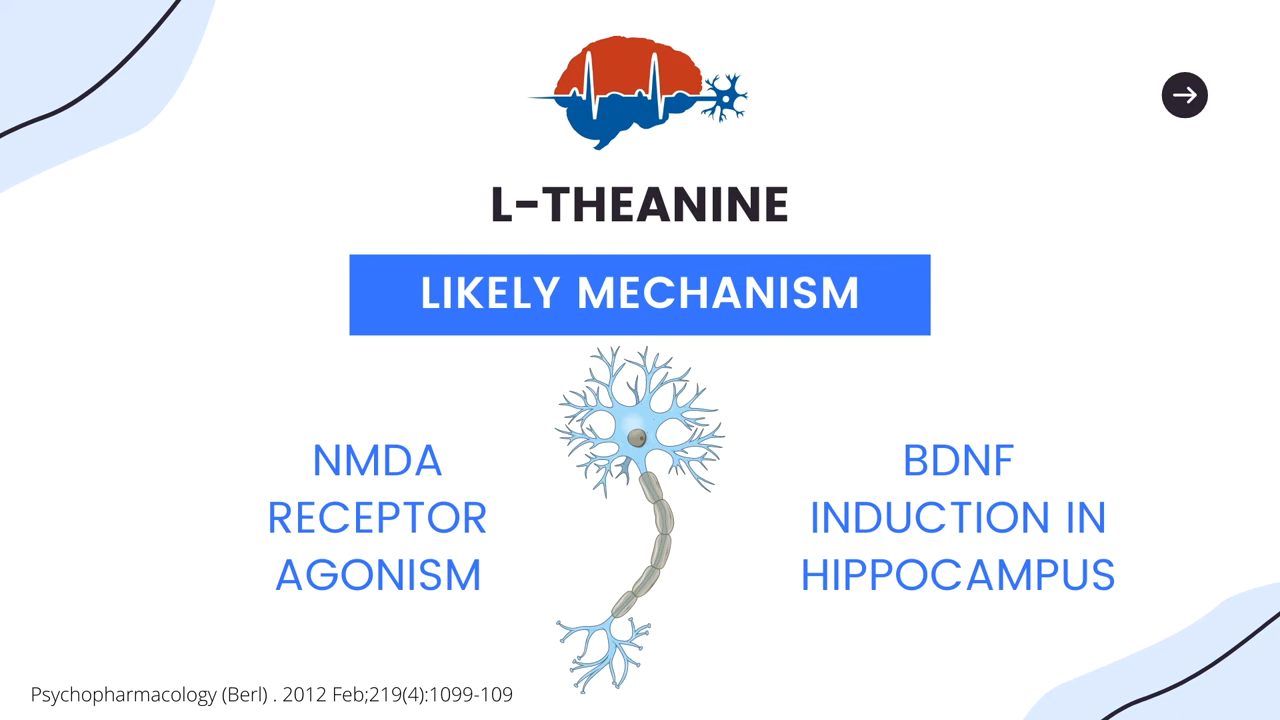 L-THEANINE
LIKELY MECHANISM
NMDA
RECEPTOR
AGONISM
BDNF
INDUCTION IN
HIPPOCAMPUS
Psychopharmacology (Berl) . 2012 Feb;219(4):1099-109